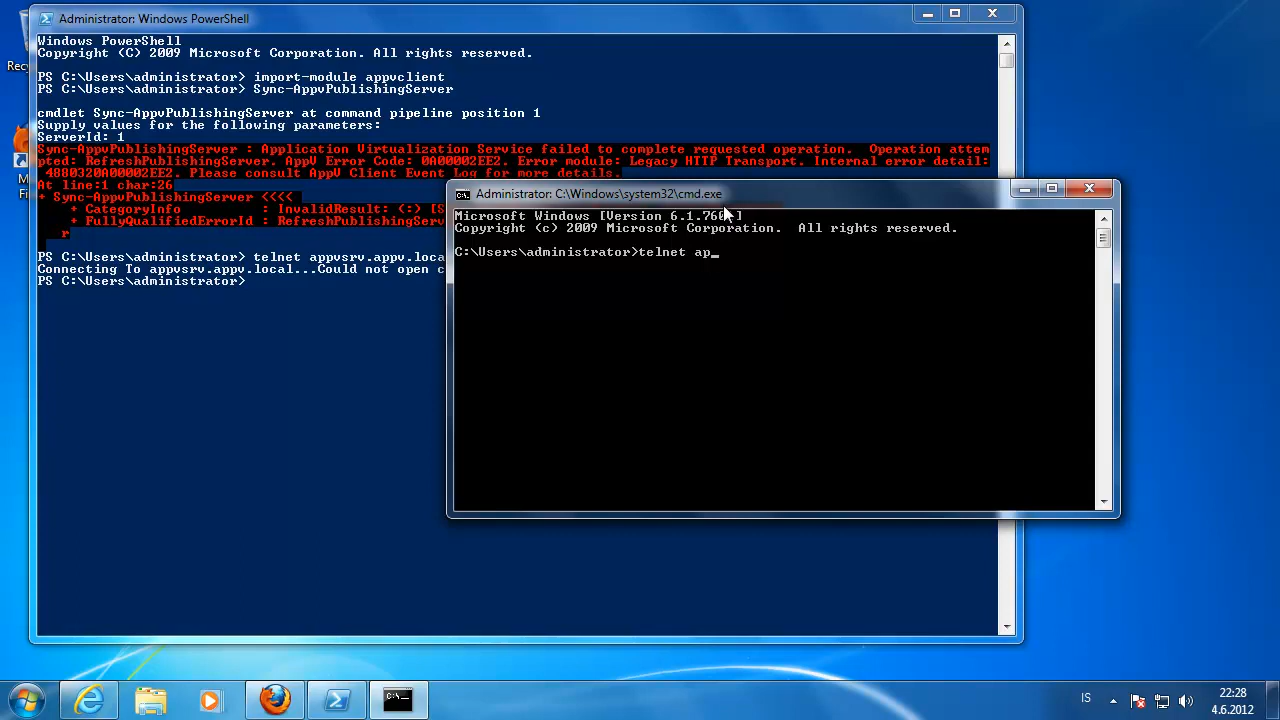 Administrator: Windows PowerShell
Windows PowerShell
Copyright (C) 2009 Microsoft Corporation. All rights reserved.
PS C:\Users\administrator> import-module appvclient
PS C:\Users\administrator> Sync-AppvPublishingServer
cmdlet Sync-AppvPublishingServer at command pipeline position 1
Supply values for the following parameters:
ServerId: 1
Sync-AppvPublishingServer : Application Virtualization Service failed to complete requested operation.  Operation attem
pted: RefreshPublishingServer. AppV Error Code: 0A00002EE2. Error module: Legacy HTTP Transport. Internal error detail:
4880320A00002EE2. Please consult AppV Client Event Log for more details.
At line:1 char:26
+ Sync-AppvPublishingServer <<<<
+ CategoryInfo : InvalidResult: (:) [S
+ FullyQualifiedErrorId : RefreshPublishingServe
r
PS C:\Users\administrator> telnet appvsrv.appv.loca
Connecting To appvsrv.appv.local...Could not open c
PS C:\Users\administrator>
Administrator: C:\Windows\system32\cmd.exe
Microsoft Windows [Version 6.1.760 ]
Copyright (c) 2009 Microsoft Corporation.  All rights reserved.
C:\Users\administrator>telnet ap_
IS
22:28
4.6.2012